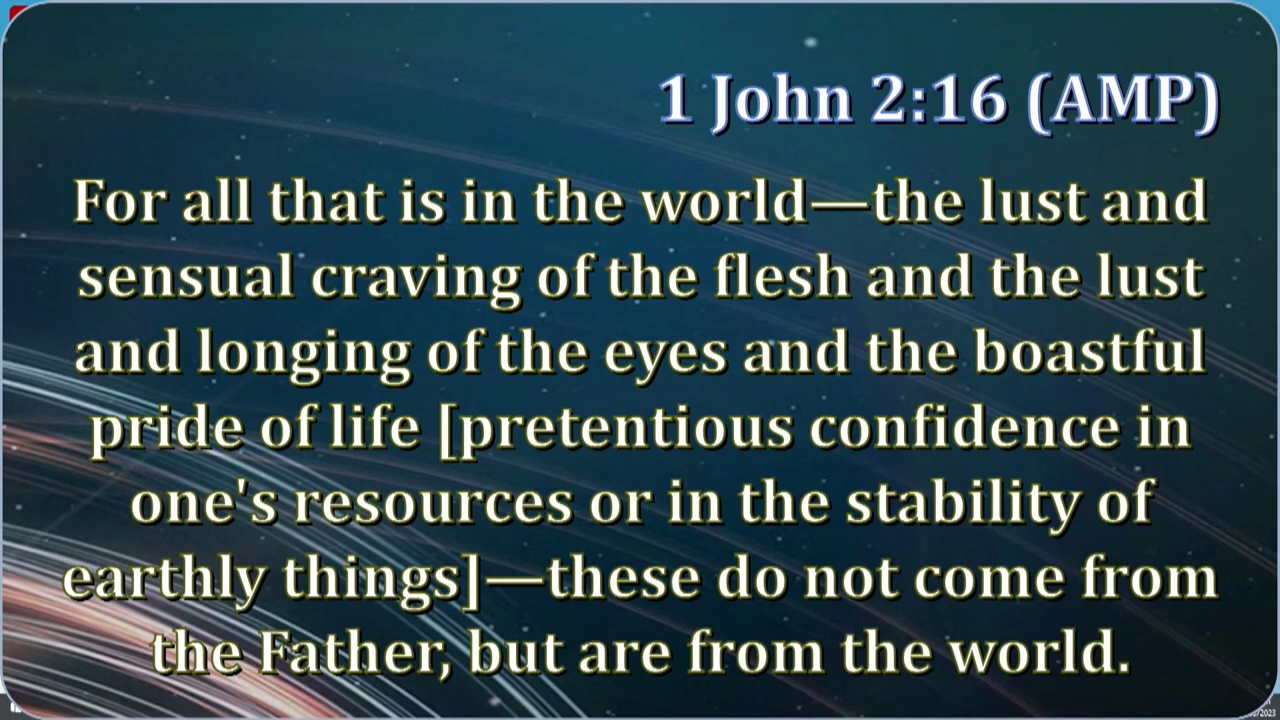 1 John 2:16 (AMP)
For all that is in the world—the lust and
sensual craving of the flesh and the lust
and longing of the eyes and the boastful
pride of life [pretentious confidence in
one's resources or in the stability of
earthly things]—these do not come from
the Father, but are from the world.